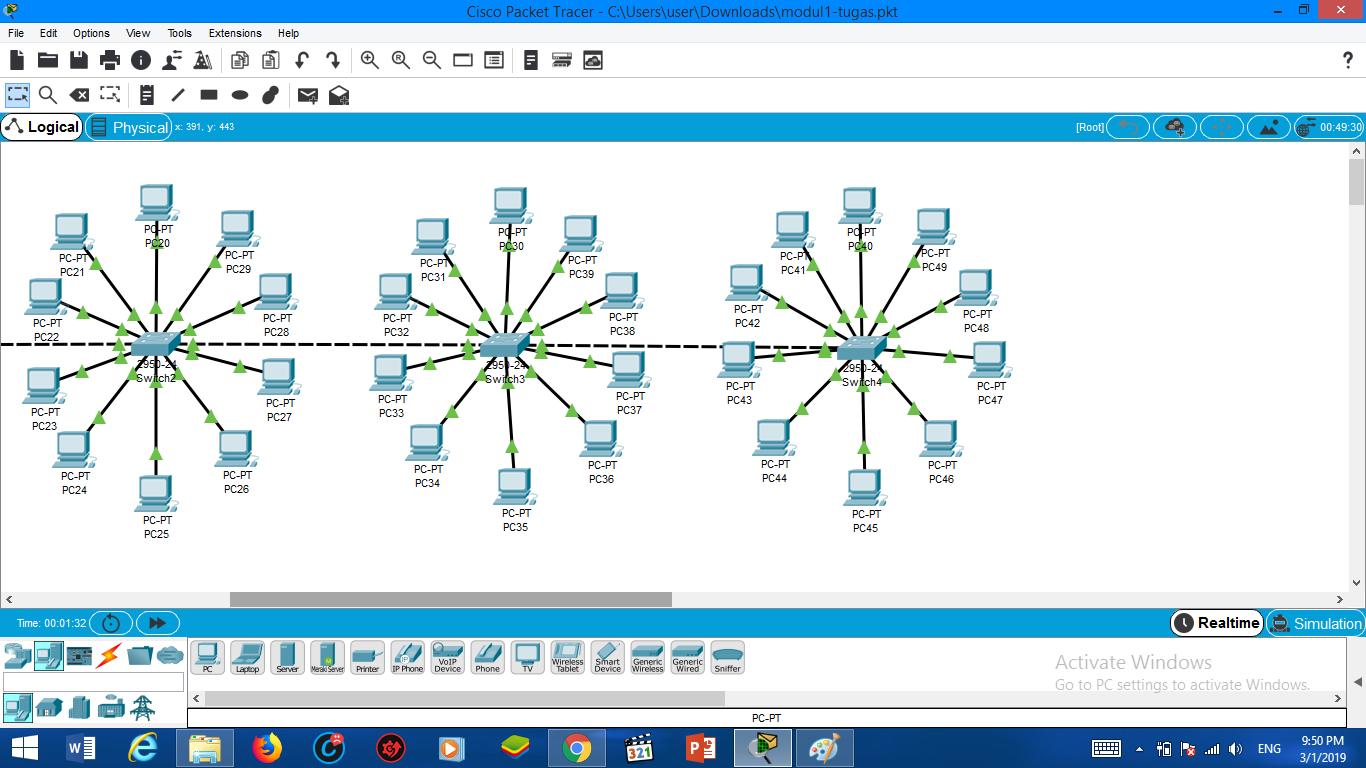 Cisco Packet Tracer - C:\Users\user\Downloads\modul1-tugas.pkt
File Edit Options View Tools Extensions Help
?
Logical Physical x: 391, y: 443 [Root] 00:49:30
PC-PT
PC20
PC-PT
PC21
PC-PT
PC29
PC-PT
PC22
PC-PT
PC28
2950-24
Switch2
PC-PT
PC23
PC-PT
PC27
PC-PT
PC24
PC-PT
PC26
PC-PT
PC25
PC-PT
PC30
PC-PT
PC31
PC-PT
PC39
PC-PT
PC32
PC-PT
PC38
2950-24
Switch3
PC-PT
PC33
PC-PT
PC37
PC-PT
PC34
PC-PT
PC36
PC-PT
PC35
PC-PT
PC40
PC-PT
PC41
PC-PT
PC49
PC-PT
PC42
PC-PT
PC48
2950-24
Switch4
PC-PT
PC43
PC-PT
PC47
PC-PT
PC44
PC-PT
PC46
PC-PT
PC45
Time: 00:01:32 Realtime Simulation
PC Laptop Server Meraki Server Printer IP Phone VoIP Device Phone TV Wireless Tablet Smart Device Generic Wireless Generic Wired Sniffer
Activate Windows
Go to PC settings to activate Windows.
PC-PT
321
ENG
9:50 PM
3/1/2019